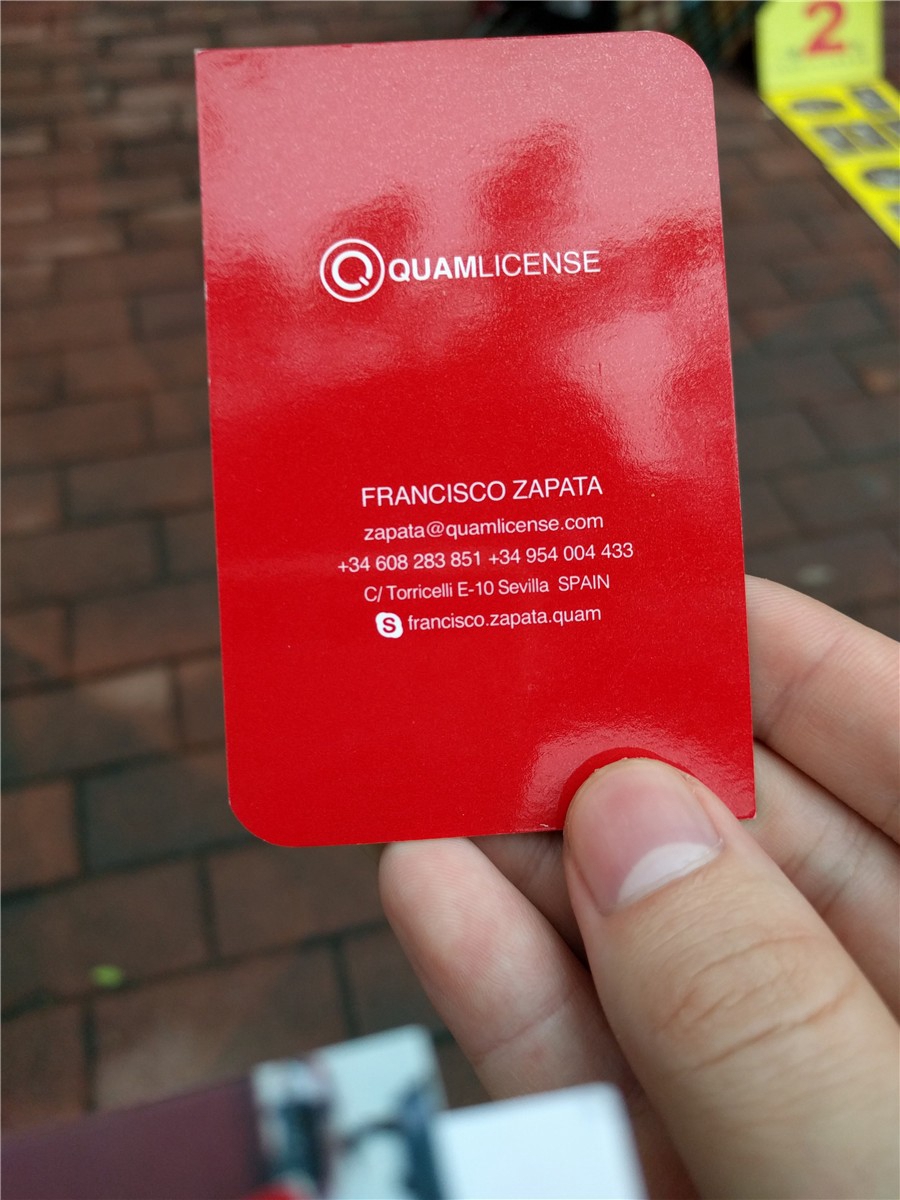 2
QUAMLICENSE
FRANCISCO ZAPATA
zapata@quamlicense.com
+34 608 283 851 +34 954 004 433
C/ Torricelli E-10 Sevilla SPAIN
francisco.zapata.quam